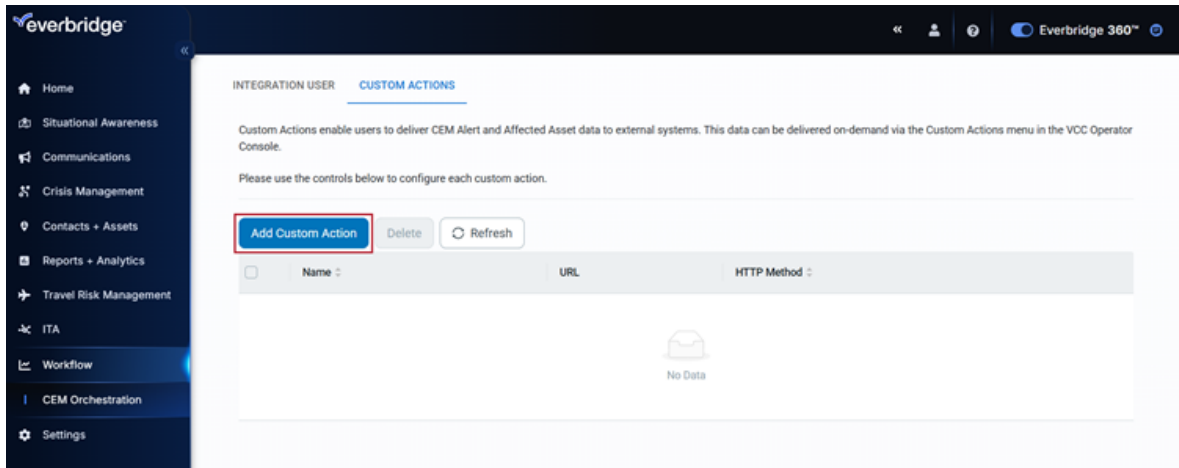 everbridge
Everbridge 360™
Home
Situational Awareness
Communications
Crisis Management
Contacts + Assets
Reports + Analytics
Travel Risk Management
ITA
Workflow
CEM Orchestration
Settings
INTEGRATION USER CUSTOM ACTIONS
Custom Actions enable users to deliver CEM Alert and Affected Asset data to external systems. This data can be delivered on-demand via the Custom Actions menu in the VCC Operator
Console.
Please use the controls below to configure each custom action.
Add Custom Action Delete Refresh
Name URL HTTP Method
No Data